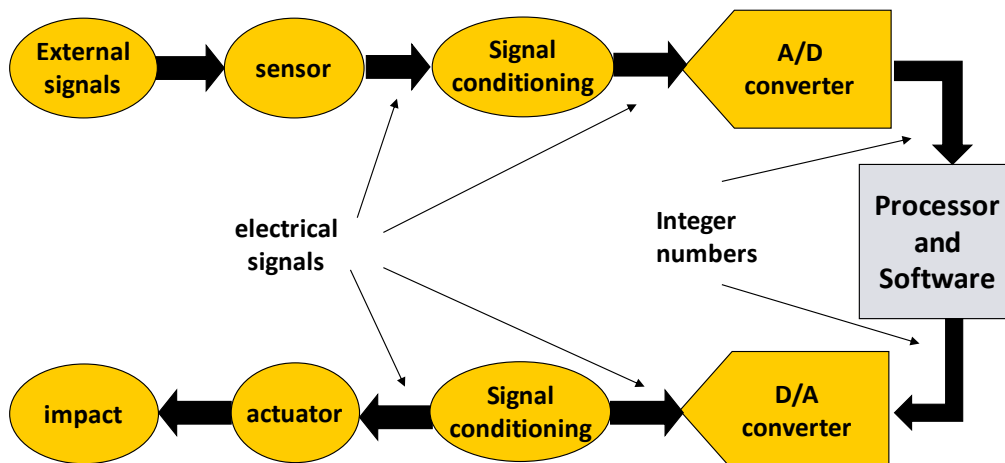 External
signals
sensor
Signal
conditioning
A/D
converter
electrical
signals
Integer
numbers
Processor
and
Software
impact
actuator
Signal
conditioning
D/A
converter